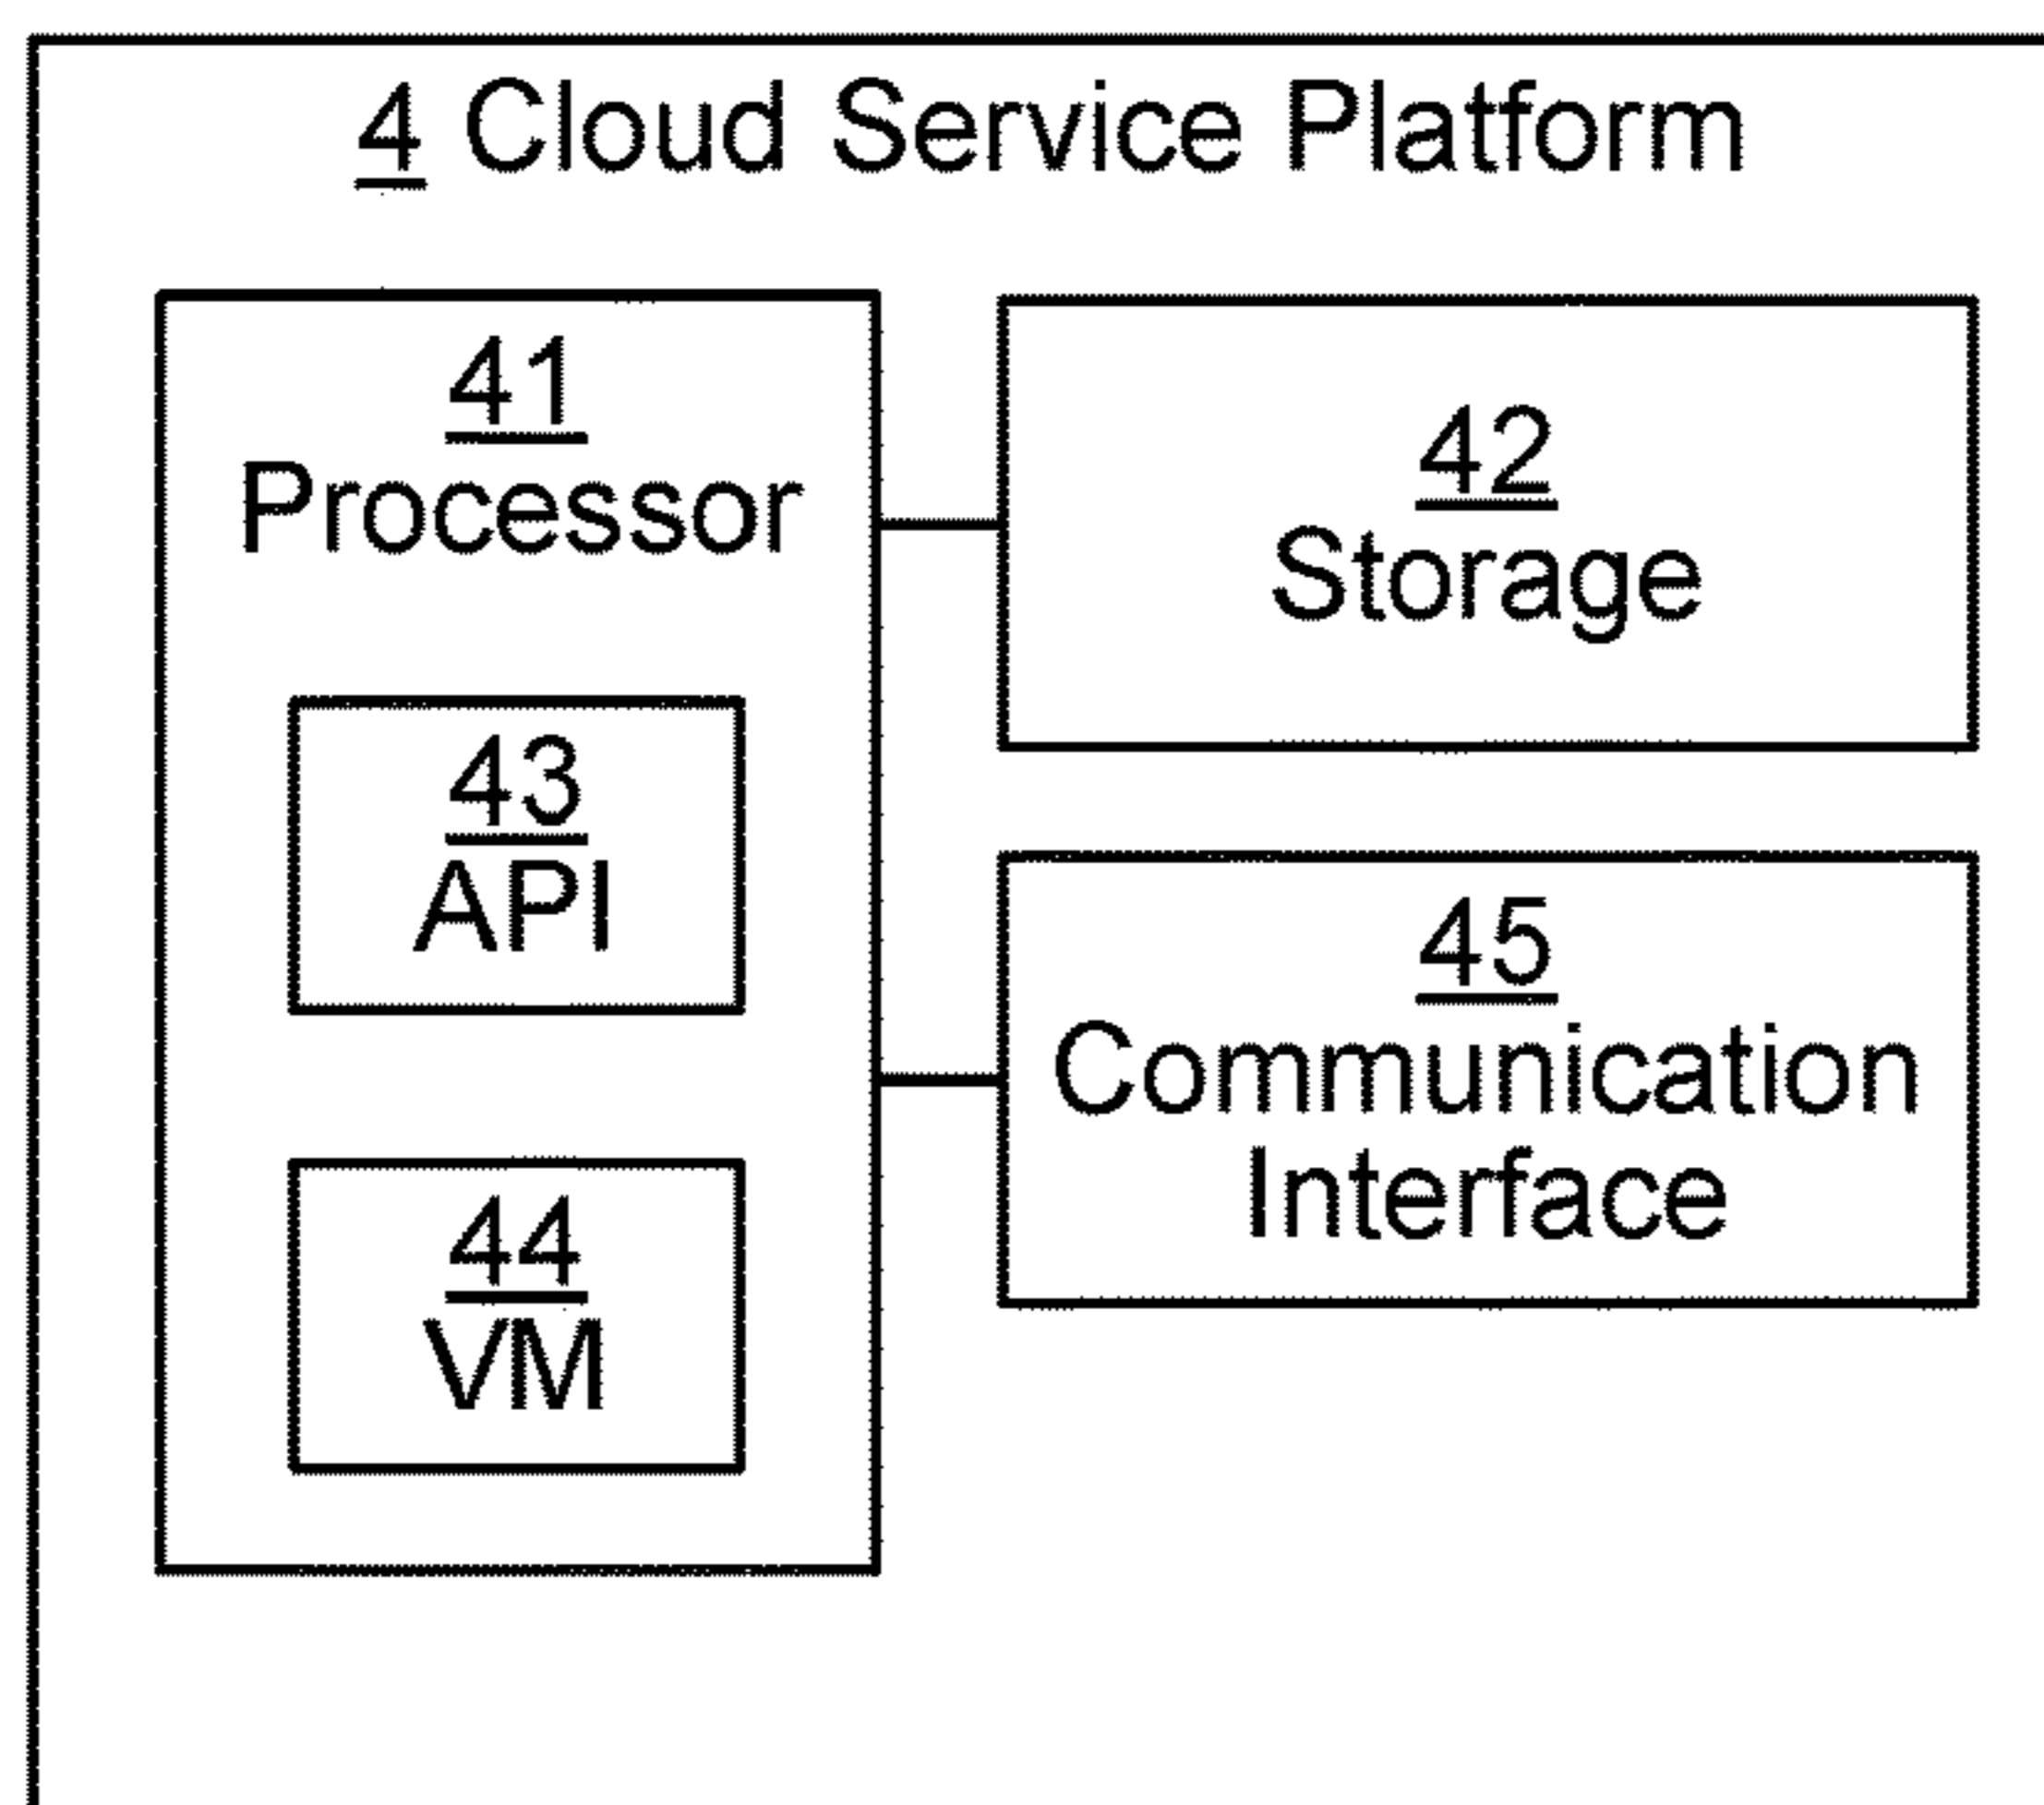 4 Cloud Service Platform
41
Processor
43
API
44
VM
42
Storage
45
Communication
Interface